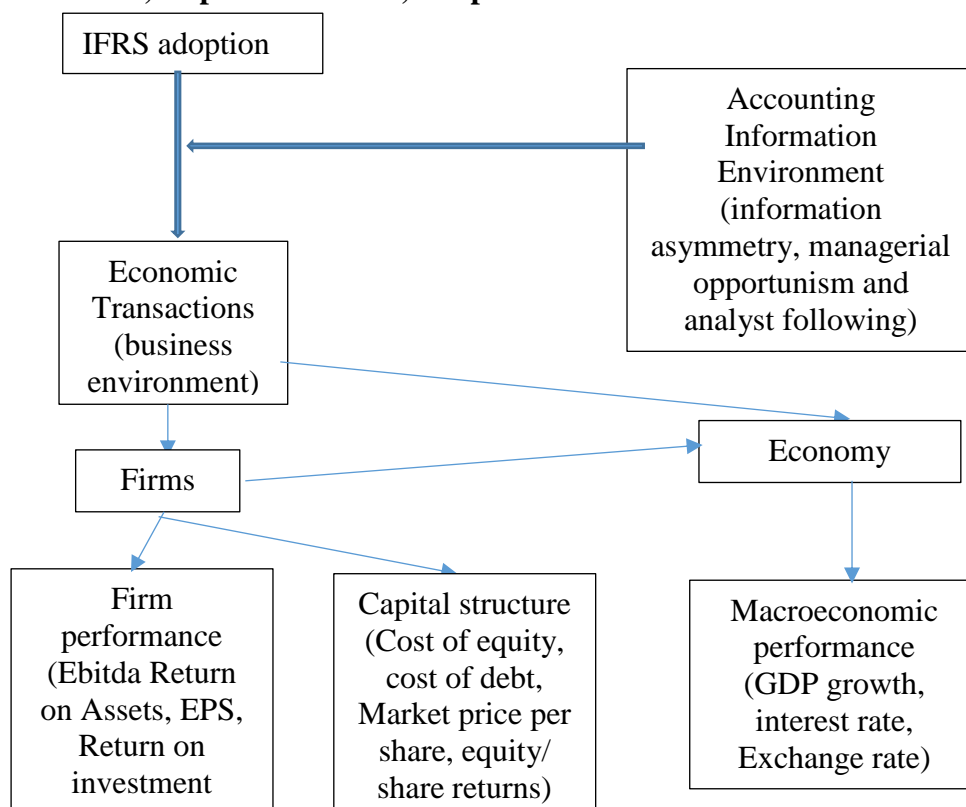 IFRS adoption
Accounting
Information
Environment
(information
asymmetry, managerial
opportunism and
analyst following)
Economic
Transactions
(business
environment)
Firms
Economy
Firm
performance
(Ebitda Return
on Assets, EPS,
Return on
investment
Capital structure
(Cost of equity,
cost of debt,
Market price per
share, equity/
share returns)
Macroeconomic
performance
(GDP growth,
interest rate,
Exchange rate)